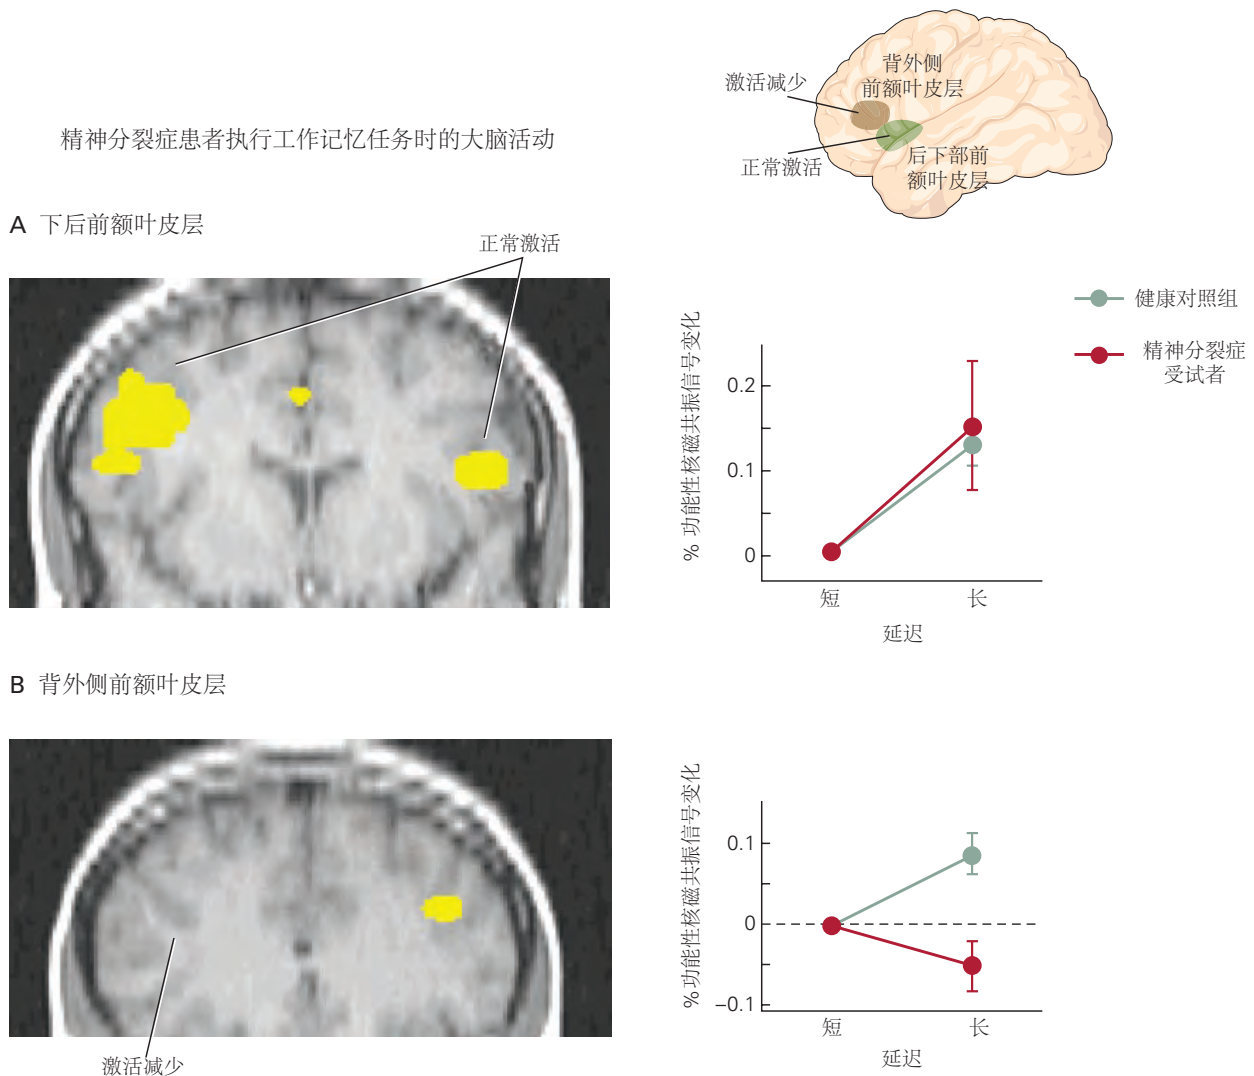 背外侧
前额叶皮层
激活减少
正常激活
后下部前
额叶皮层
精神分裂症患者执行工作记忆任务时的大脑活动
A 下后前额叶皮层
正常激活
健康对照组
精神分裂症
受试者
% 功能性核磁共振信号变化
0.2
0.1
0
短 长
延迟
B 背外侧前额叶皮层
激活减少
%功能性核磁共振信号变化
0.1
0
–0.1
短 长
延迟